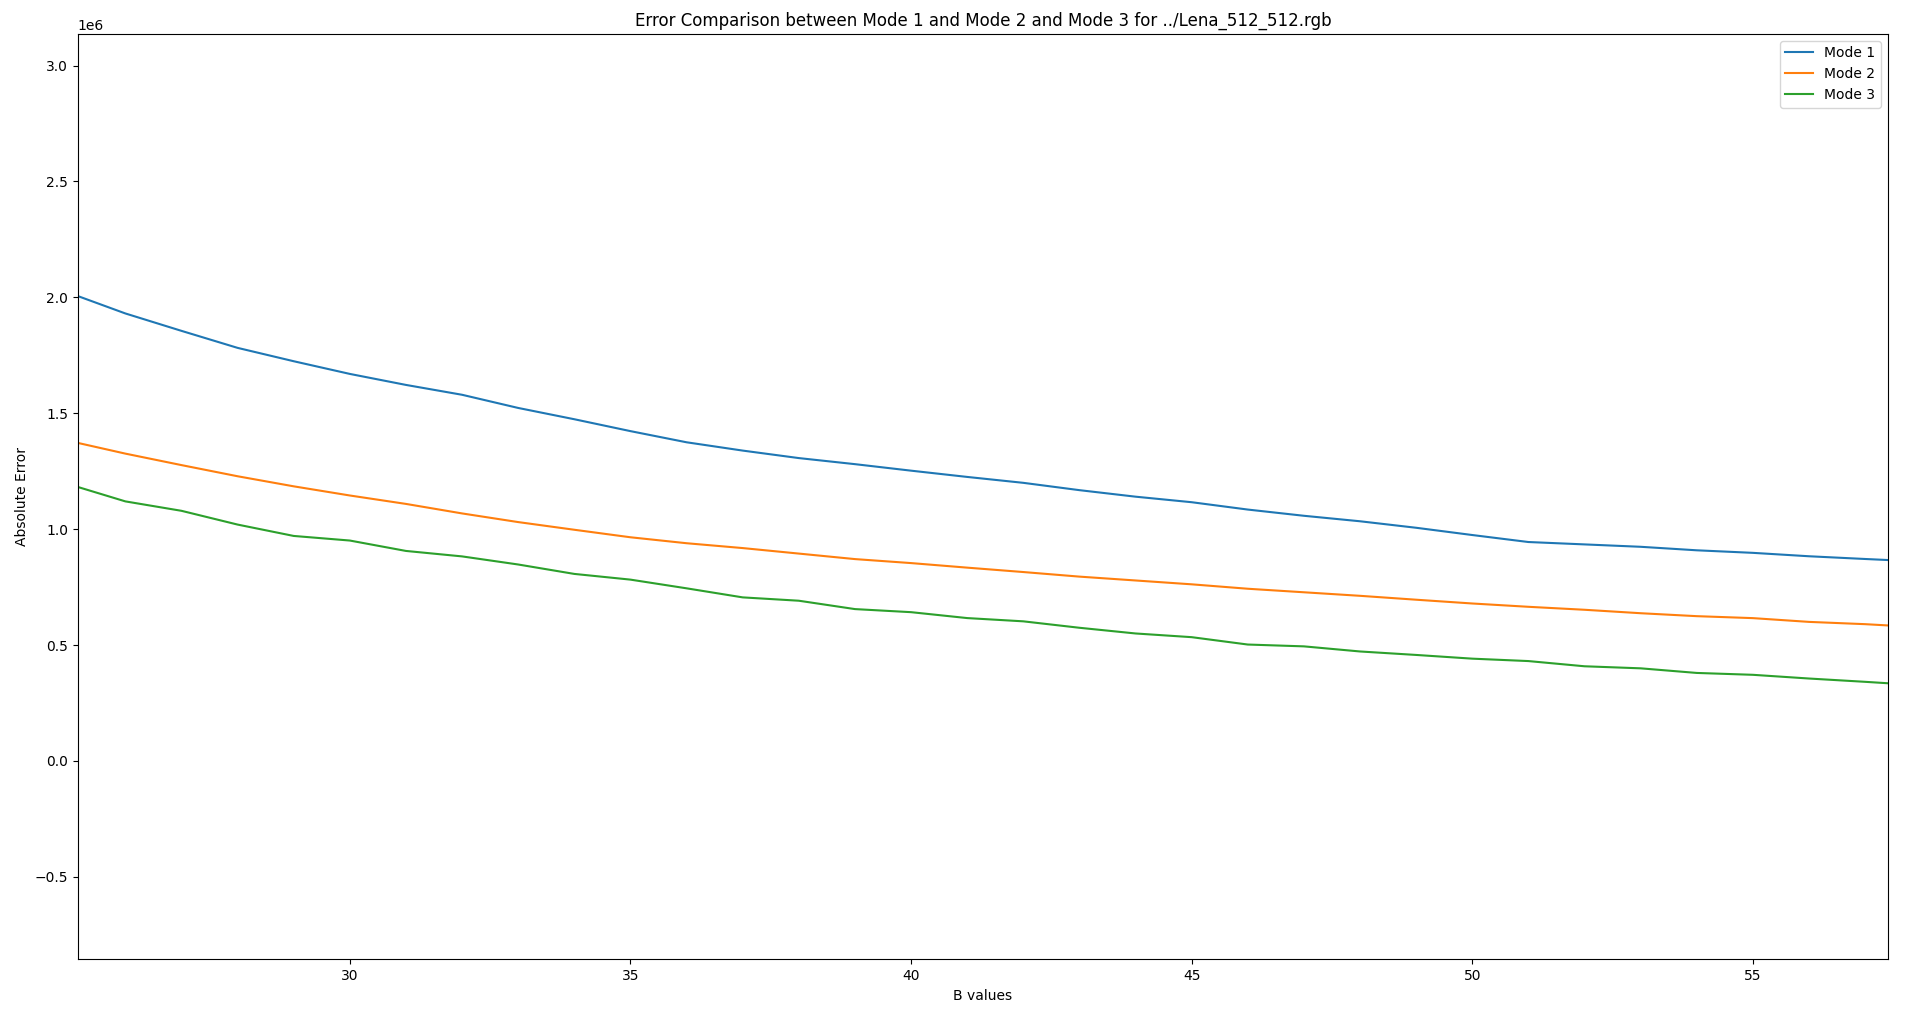 Error Comparison between Mode 1 and Mode 2 and Mode 3 for ../Lena_512_512.rgb
1e6
Mode 1
Mode 2
Mode 3
3.0
2.5
2.0
1.5
1.0
0.5
0.0
−0.5
Absolute Error
30 35 40 45 50 55
B values